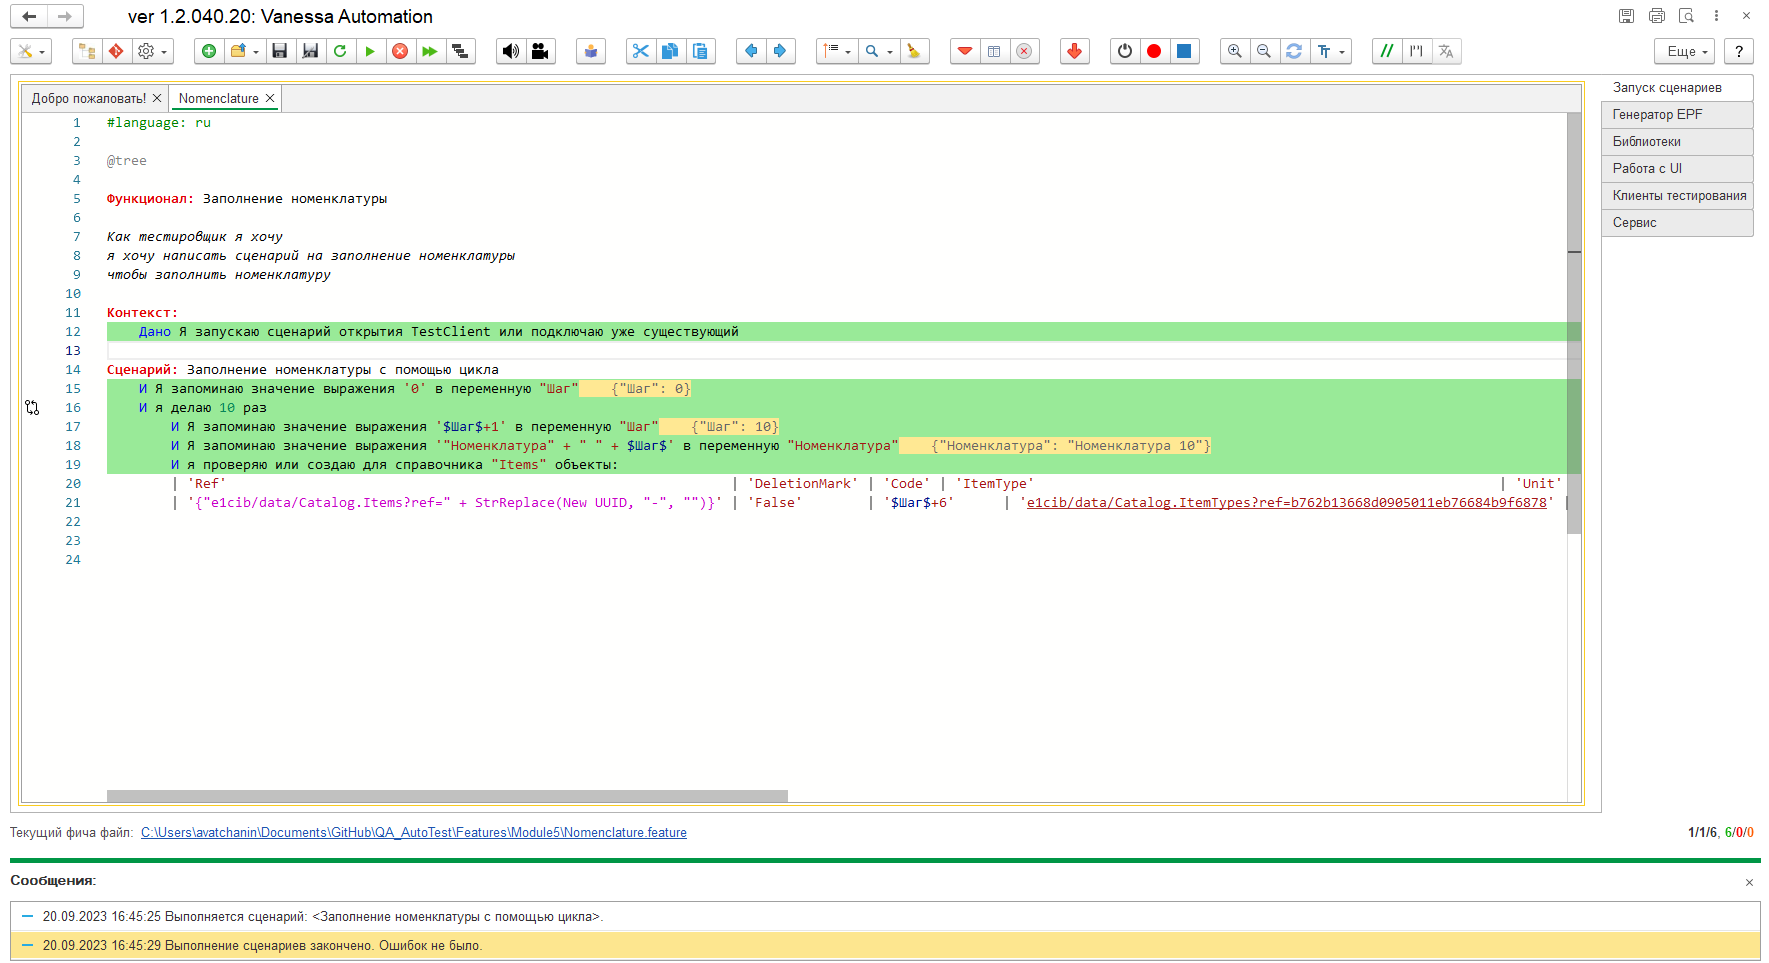 ver 1.2.040.20: Vanessa Automation
Еще
?
Добро пожаловать!
Nomenclature
1 #language: ru
2
3 @tree
4
5 Функционал: Заполнение номенклатуры
6
7 Как тестировщик я хочу
8 я хочу написать сценарий на заполнение номенклатуры
9 чтобы заполнить номенклатуру
10
11 Контекст:
12 Дано Я запускаю сценарий открытия TestClient или подключаю уже существующий
13
14 Сценарий: Заполнение номенклатуры с помощью цикла
15 И Я запоминаю значение выражения '0' в переменную "Шаг" {"Шаг": 0}
16 И я делаю 10 раз
17 И Я запоминаю значение выражения '$Шаг$+1' в переменную "Шаг" {"Шаг": 10}
18 И Я запоминаю значение выражения '"Номенклатура" + " " + $Шаг$' в переменную "Номенклатура" {"Номенклатура": "Номенклатура 10"}
19 И я проверяю или создаю для справочника "Items" объекты:
20 | 'Ref' | 'DeletionMark' | 'Code' | 'ItemType' | 'Unit'
21 | '{"e1cib/data/Catalog.Items?ref=" + StrReplace(New UUID, "-", "")}' | 'False' | '$Шаг$+6' | 'e1cib/data/Catalog.ItemTypes?ref=b762b13668d0905011eb76684b9f6878' |
22
23
24
Запуск сценариев
Генератор EPF
Библиотеки
Работа с UI
Клиенты тестирования
Сервис
Текущий фича файл: C:\Users\avatchanin\Documents\GitHub\QA_AutoTest\Features\Module5\Nomenclature.feature
1/1/6, 6/0/0
Сообщения:
20.09.2023 16:45:25 Выполняется сценарий: <Заполнение номенклатуры с помощью цикла>.
20.09.2023 16:45:29 Выполнение сценариев закончено. Ошибок не было.